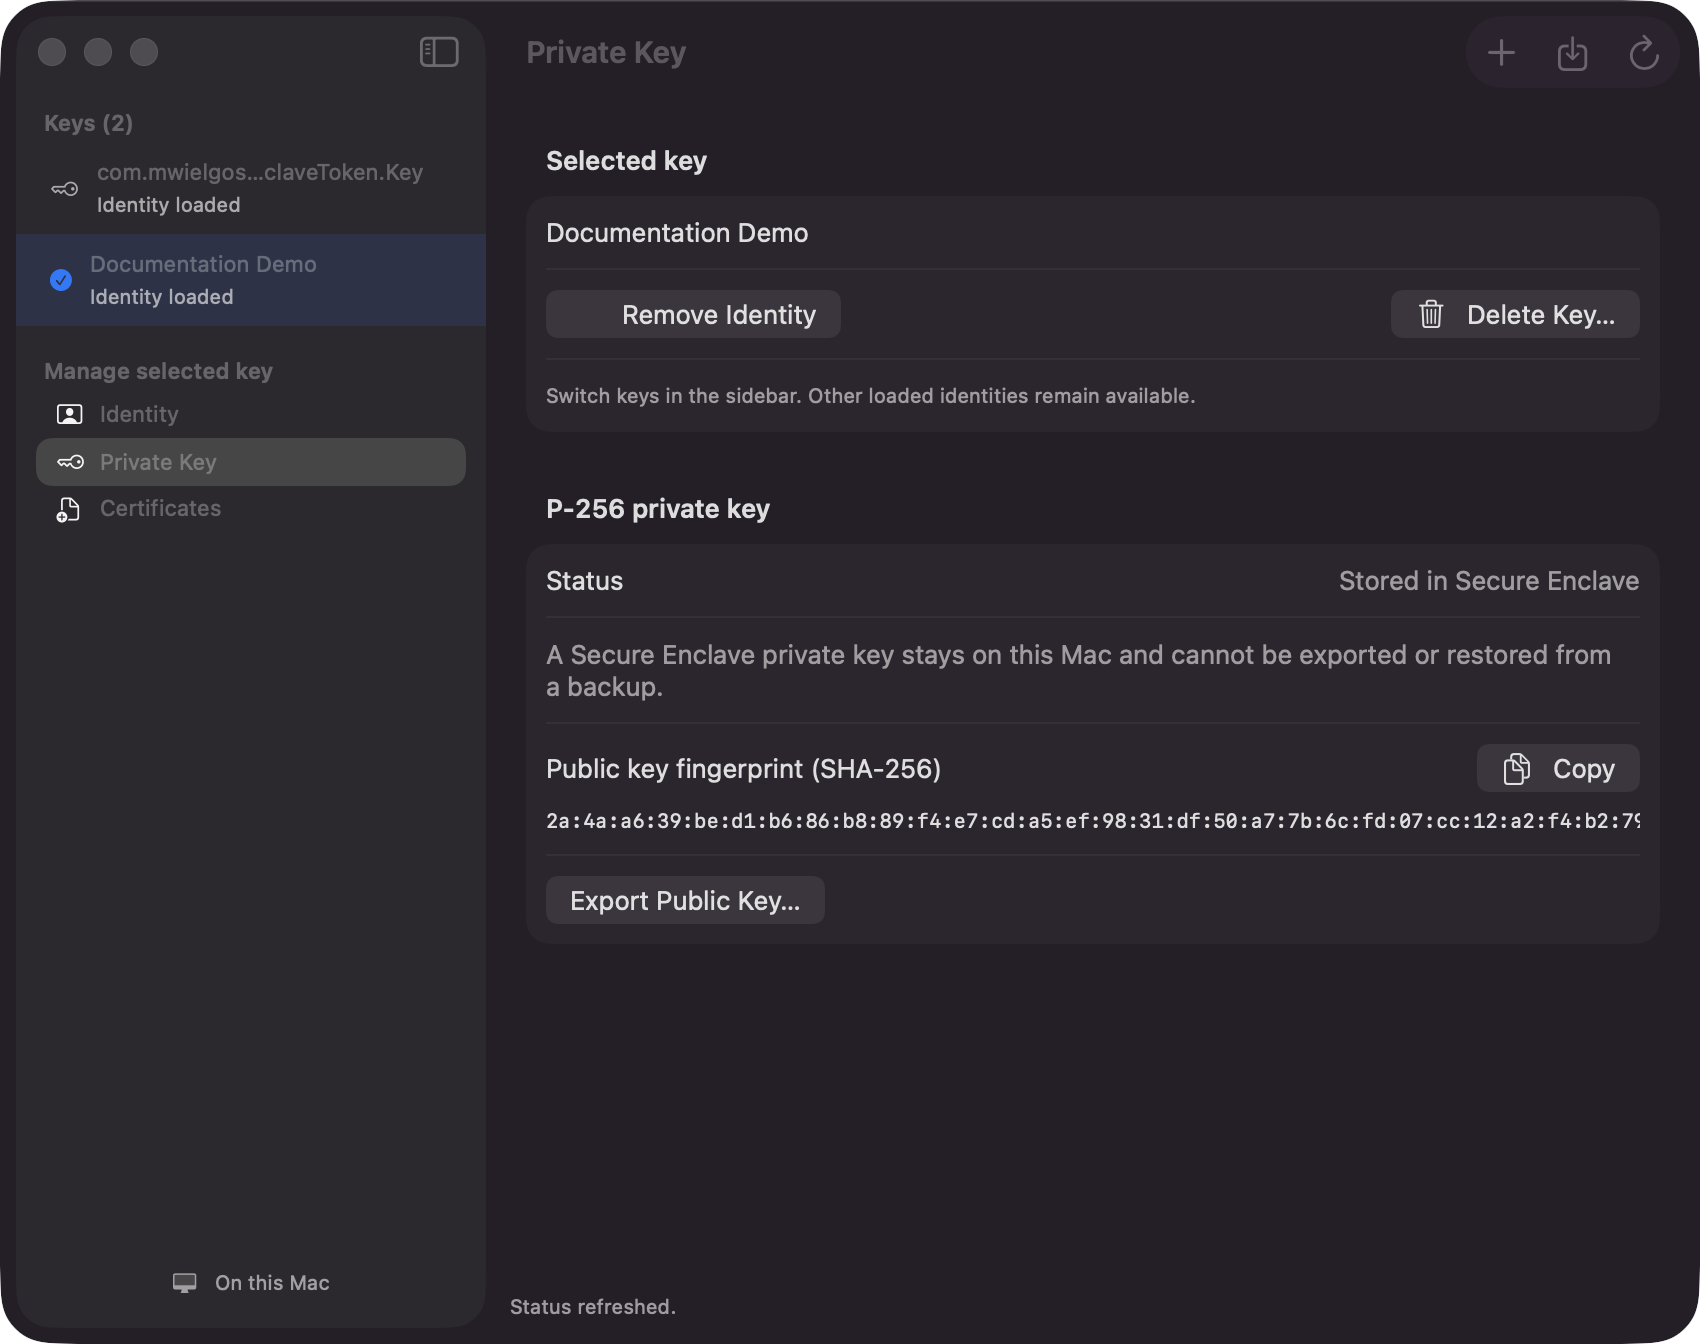 Keys (2)
com.mwielgos...claveToken.Key
Identity loaded
Documentation Demo
Identity loaded
Manage selected key
Identity
Private Key
Certificates
On this Mac
Private Key
Selected key
Documentation Demo
Remove Identity
Delete Key...
Switch keys in the sidebar. Other loaded identities remain available.
P-256 private key
Status
Stored in Secure Enclave
A Secure Enclave private key stays on this Mac and cannot be exported or restored from
a backup.
Public key fingerprint (SHA-256)
Copy
2a:4a:a6:39:be:d1:b6:86:b8:89:f4:e7:cd:a5:ef:98:31:df:50:a7:7b:6c:fd:07:cc:12:a2:f4:b2:79
Export Public Key...
Status refreshed.